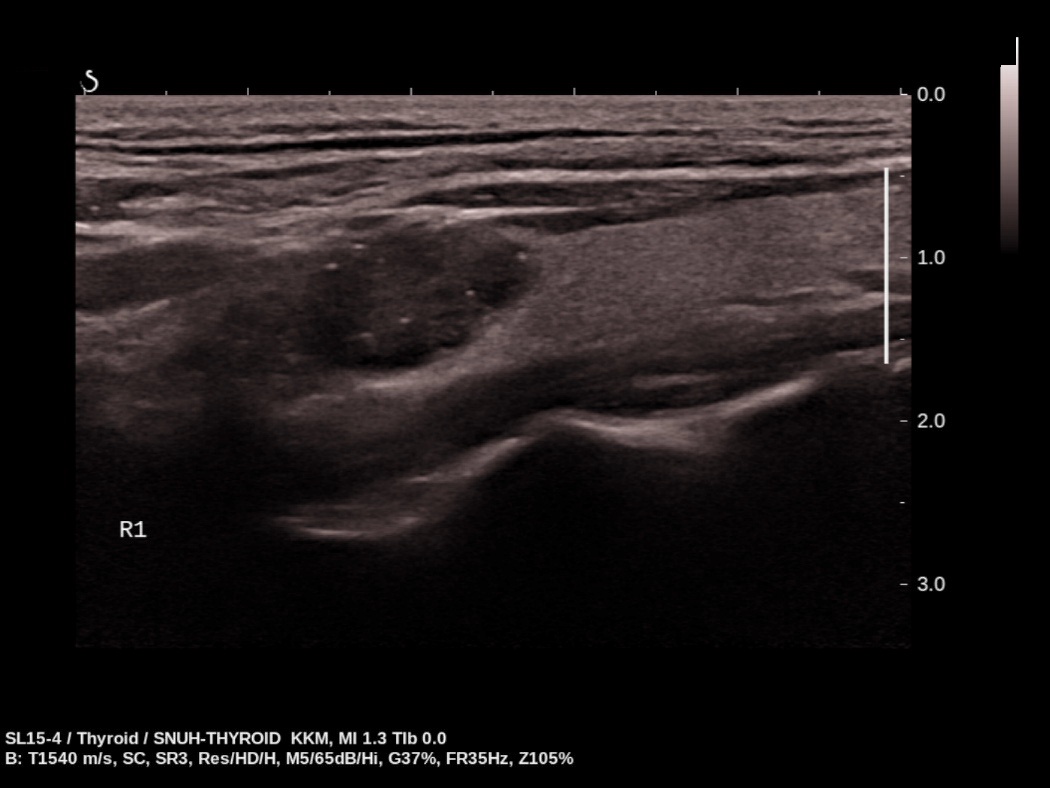 S
0.0
1.0
2.0
R1
3.0
SL15-4 / Thyroid / SNUH-THYROID  KKM, MI 1.3 TIb 0.0
B: T1540 m/s, SC, SR3, Res/HD/H, M5/65dB/Hi, G37%, FR35Hz, Z105%